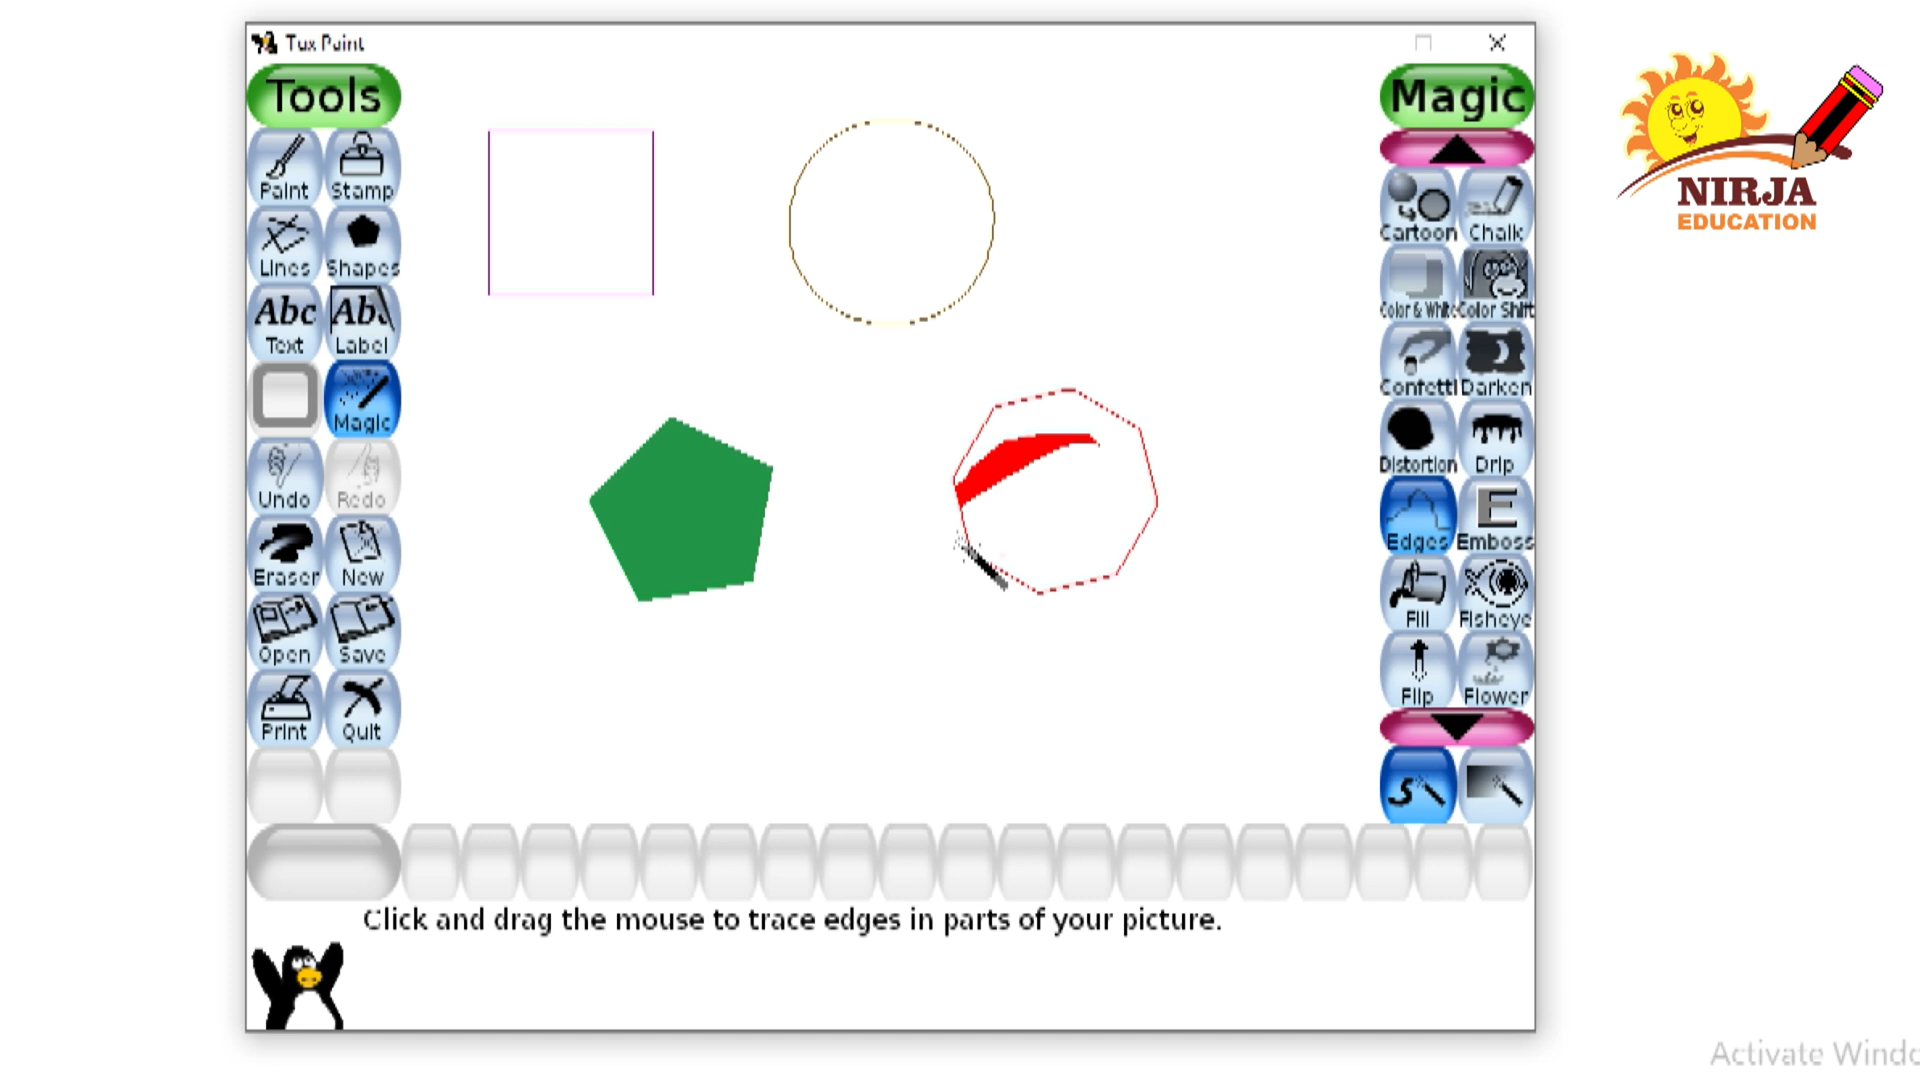 Tux Paint
Tools
Magic
Paint Stamp
Lines Shapes
Abc Text
Label
Magic
Undo Redo
Eraser New
Open Save
Print Quit
Cartoon Chalk
Color & White Color Shift
Confetti Darken
Distortion Drip
Edges Emboss
Fill Fisheye
Flip Flower
Click and drag the mouse to trace edges in parts of your picture.
NIRJA
EDUCATION
Activate Windo